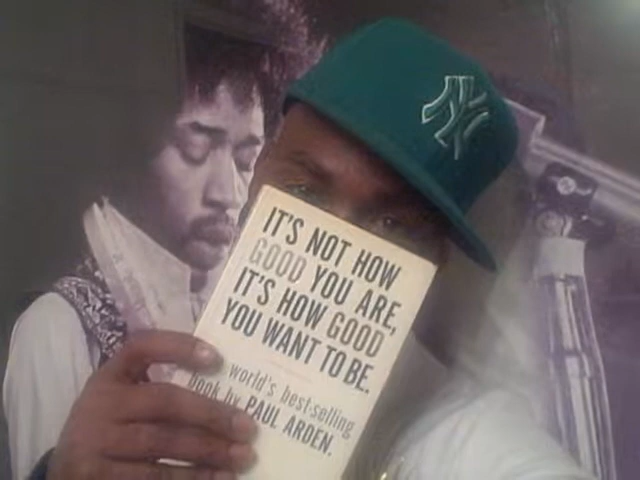 NY
IT'S NOT HOW
GOOD YOU ARE,
IT'S HOW GOOD
YOU WANT TO BE.
world's best-selling
book by PAUL ARDEN.